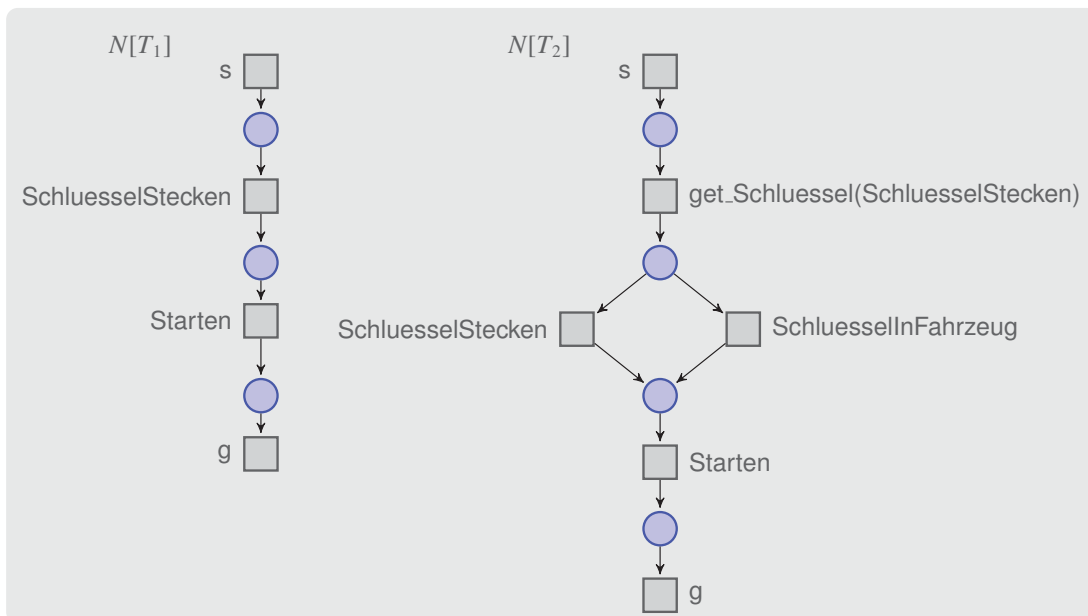 N[T₁]
s
SchluesselStecken
Starten
g
N[T₂]
s
get_Schluessel(SchluesselStecken)
SchluesselStecken
SchluesselInFahrzeug
Starten
g